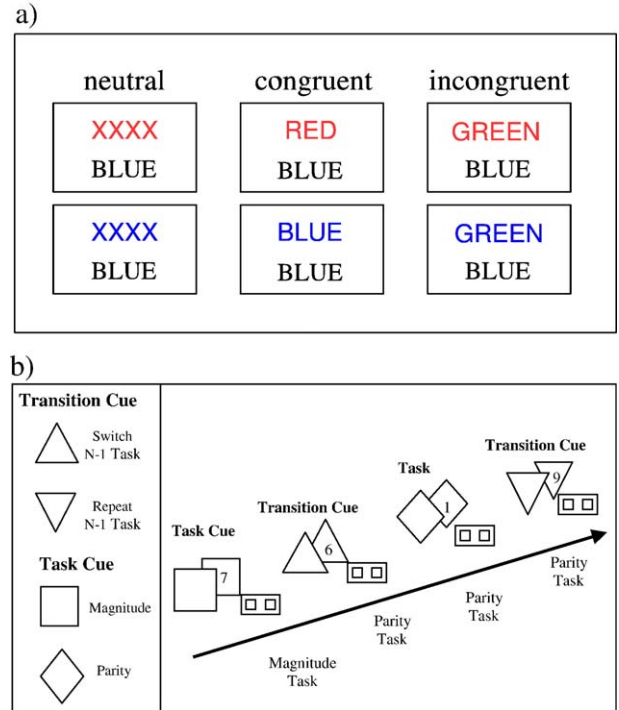 a)
neutral congruent incongruent
XXXX RED GREEN
BLUE BLUE BLUE
XXXX BLUE GREEN
BLUE BLUE BLUE
b)
Transition Cue
Switch
N-1 Task
Repeat
N-1 Task
Task Cue
Magnitude
Parity
Task Cue
7
Magnitude
Task
Transition Cue
6
Parity
Task
Task
1
Parity
Task
Transition Cue
9
Parity
Task